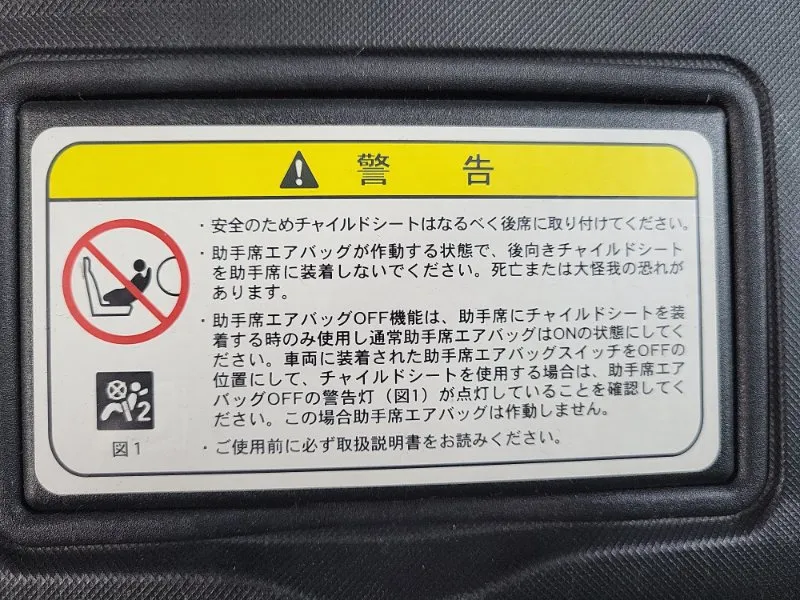 警 告
・安全のためチャイルドシートはなるべく後席に取り付けてください。
・助手席エアバッグが作動する状態で、後向きチャイルドシート
を助手席に装着しないでください。死亡または大怪我の恐れが
あります。
・助手席エアバッグOFF機能は、助手席にチャイルドシートを装
着する時のみ使用し通常助手席エアバッグはONの状態にしてく
ださい。車両に装着された助手席エアバッグスイッチをOFFの
位置にして、チャイルドシートを使用する場合は、助手席エア
バッグOFFの警告灯（図1）が点灯していることを確認してく
ださい。この場合助手席エアバッグは作動しません。
・ご使用前に必ず取扱説明書をお読みください。
2
図1